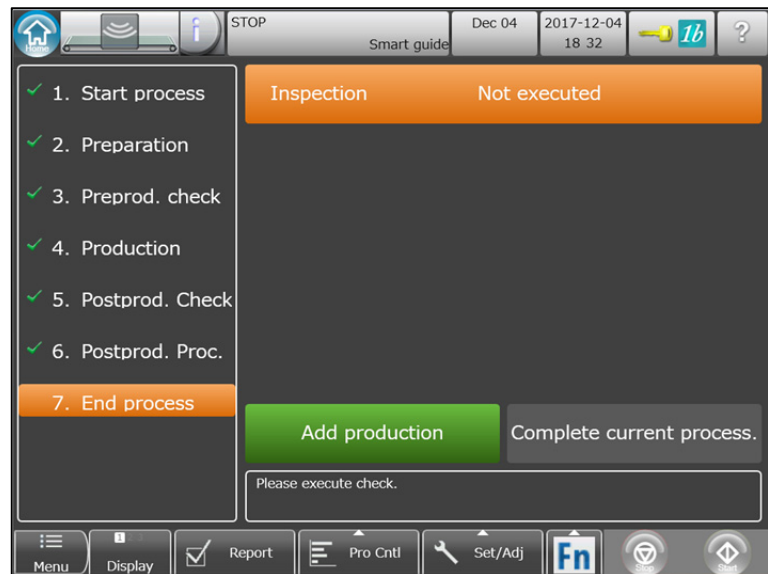 STOP
Smart guide
Dec 04
2017-12-04
18 32
1b
?
Home
i
1. Start process
2. Preparation
3. Preprod. check
4. Production
5. Postprod. Check
6. Postprod. Proc.
7. End process
Inspection Not executed
Add production
Complete current process.
Please execute check.
Menu
1
Display
Report
Pro Cntl
Set/Adj
Fn
Stop
Start